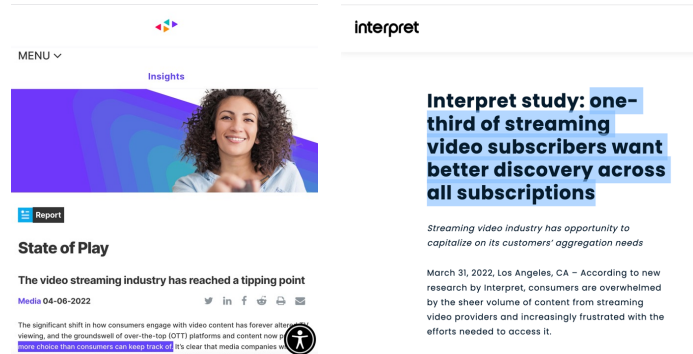 MENU
Insights
Report
State of Play
The video streaming industry has reached a tipping point
Media 04-06-2022
The significant shift in how consumers engage with video content has forever altered
viewing, and the groundswell of over-the-top (OTT) platforms and content now
more choice than consumers can keep track of. It's clear that media companies
interpret
Interpret study: one-
third of streaming
video subscribers want
better discovery across
all subscriptions
Streaming video industry has opportunity to
capitalize on its customers' aggregation needs
March 31, 2022, Los Angeles, CA – According to new
research by Interpret, consumers are overwhelmed
by the sheer volume of content from streaming
video providers and increasingly frustrated with the
efforts needed to access it.